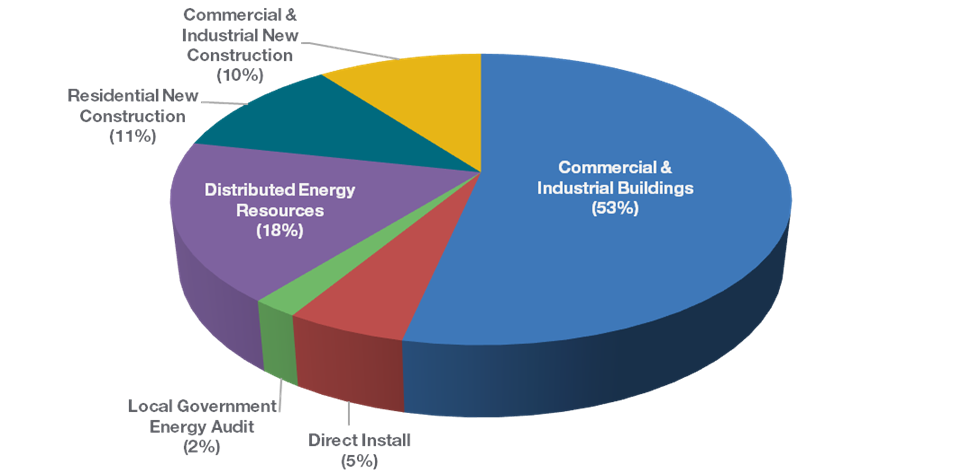 Commercial &
Industrial New
Construction
(10%)
Residential New
Construction
(11%)
Commercial &
Industrial Buildings
(53%)
Distributed Energy
Resources
(18%)
Local Government
Energy Audit
(2%)
Direct Install
(5%)